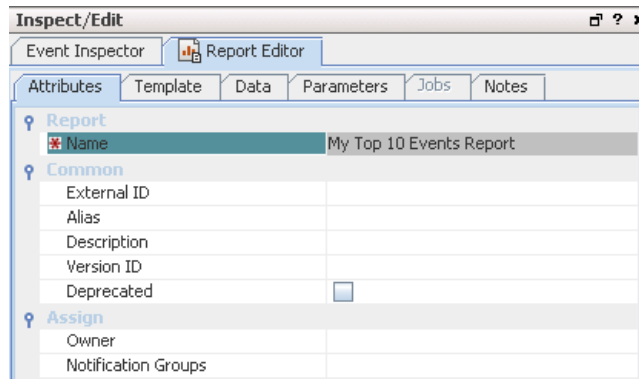 Inspect/Edit ?
Event Inspector Report Editor
Attributes Template Data Parameters Jobs Notes
Report
* Name My Top 10 Events Report
Common
External ID
Alias
Description
Version ID
Deprecated
Assign
Owner
Notification Groups